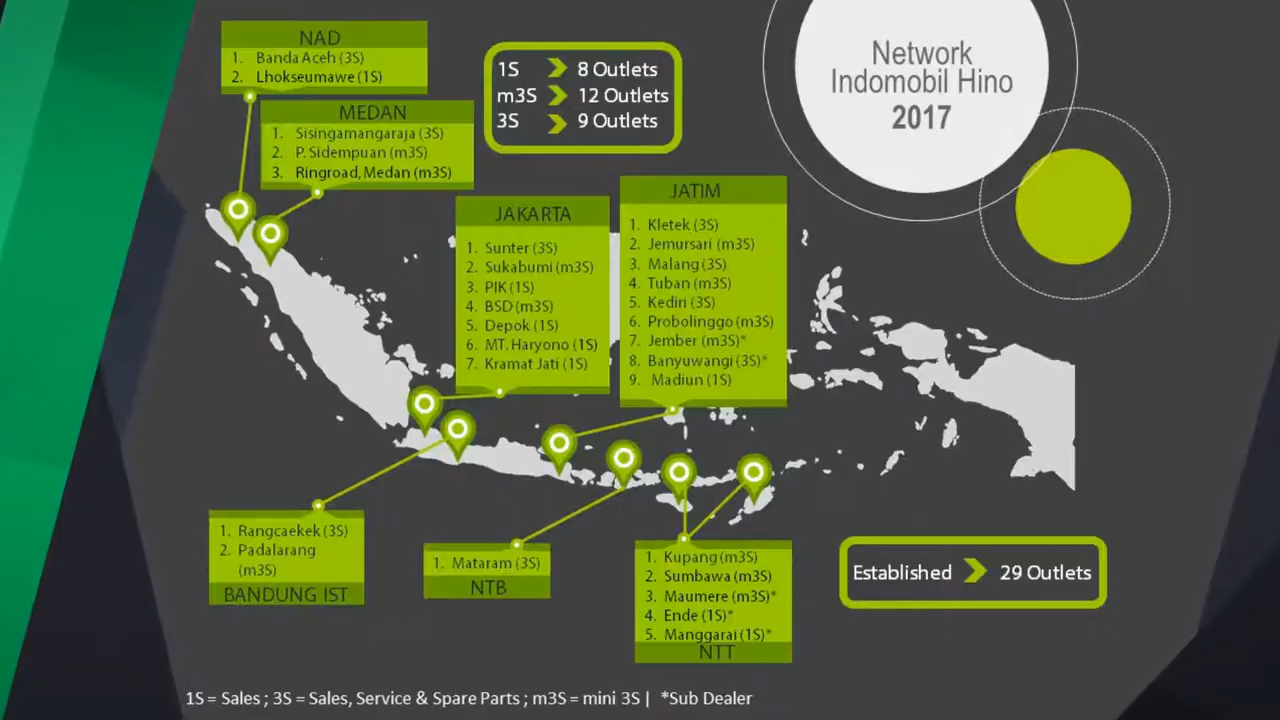 NAD
1. Banda Aceh (3S)
2. Lhokseumawe (1S)
MEDAN
1. Sisingamangaraja (3S)
2. P. Sidempuan (m3S)
3. Ringroad, Medan (m3S)
1S 8 Outlets
m3S 12 Outlets
3S 9 Outlets
Network
Indomobil Hino
2017
JAKARTA
1. Sunter (3S)
2. Sukabumi (m3S)
3. PIK (1S)
4. BSD (m3S)
5. Depok (1S)
6. MT. Haryono (1S)
7. Kramat Jati (1S)
JATIM
1. Kletek (3S)
2. Jemursari (m3S)
3. Malang (3S)
4. Tuban (m3S)
5. Kediri (3S)
6. Probolinggo (m3S)
7. Jember (m3S)*
8. Banyuwangi (3S)*
9. Madiun (1S)
1. Rangcaekek (3S)
2. Padalarang
(m3S)
BANDUNG IST
1. Mataram (3S)
NTB
1. Kupang (m3S)
2. Sumbawa (m3S)
3. Maumere (m3S)*
4. Ende (1S)*
5. Manggarai (1S)*
NTT
Established 29 Outlets
1S = Sales ; 3S = Sales, Service & Spare Parts ; m3S = mini 3S | *Sub Dealer